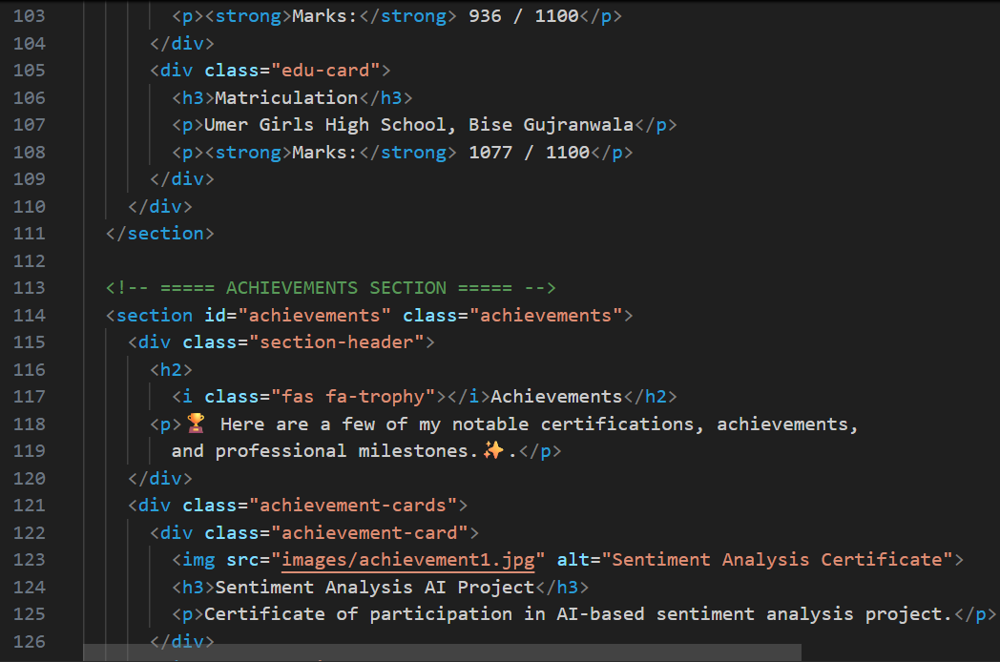 103 <p><strong>Marks:</strong> 936 / 1100</p>
104 </div>
105 <div class="edu-card">
106 <h3>Matriculation</h3>
107 <p>Umer Girls High School, Bise Gujranwala</p>
108 <p><strong>Marks:</strong> 1077 / 1100</p>
109 </div>
110 </div>
111 </section>
112
113 <!-- ===== ACHIEVEMENTS SECTION ===== -->
114 <section id="achievements" class="achievements">
115 <div class="section-header">
116 <h2>
117 <i class="fas fa-trophy"></i>Achievements</h2>
118 <p>🏆 Here are a few of my notable certifications, achievements,
119 and professional milestones.✨.</p>
120 </div>
121 <div class="achievement-cards">
122 <div class="achievement-card">
123 <img src="images/achievement1.jpg" alt="Sentiment Analysis Certificate">
124 <h3>Sentiment Analysis AI Project</h3>
125 <p>Certificate of participation in AI-based sentiment analysis project.</p>
126 </div>